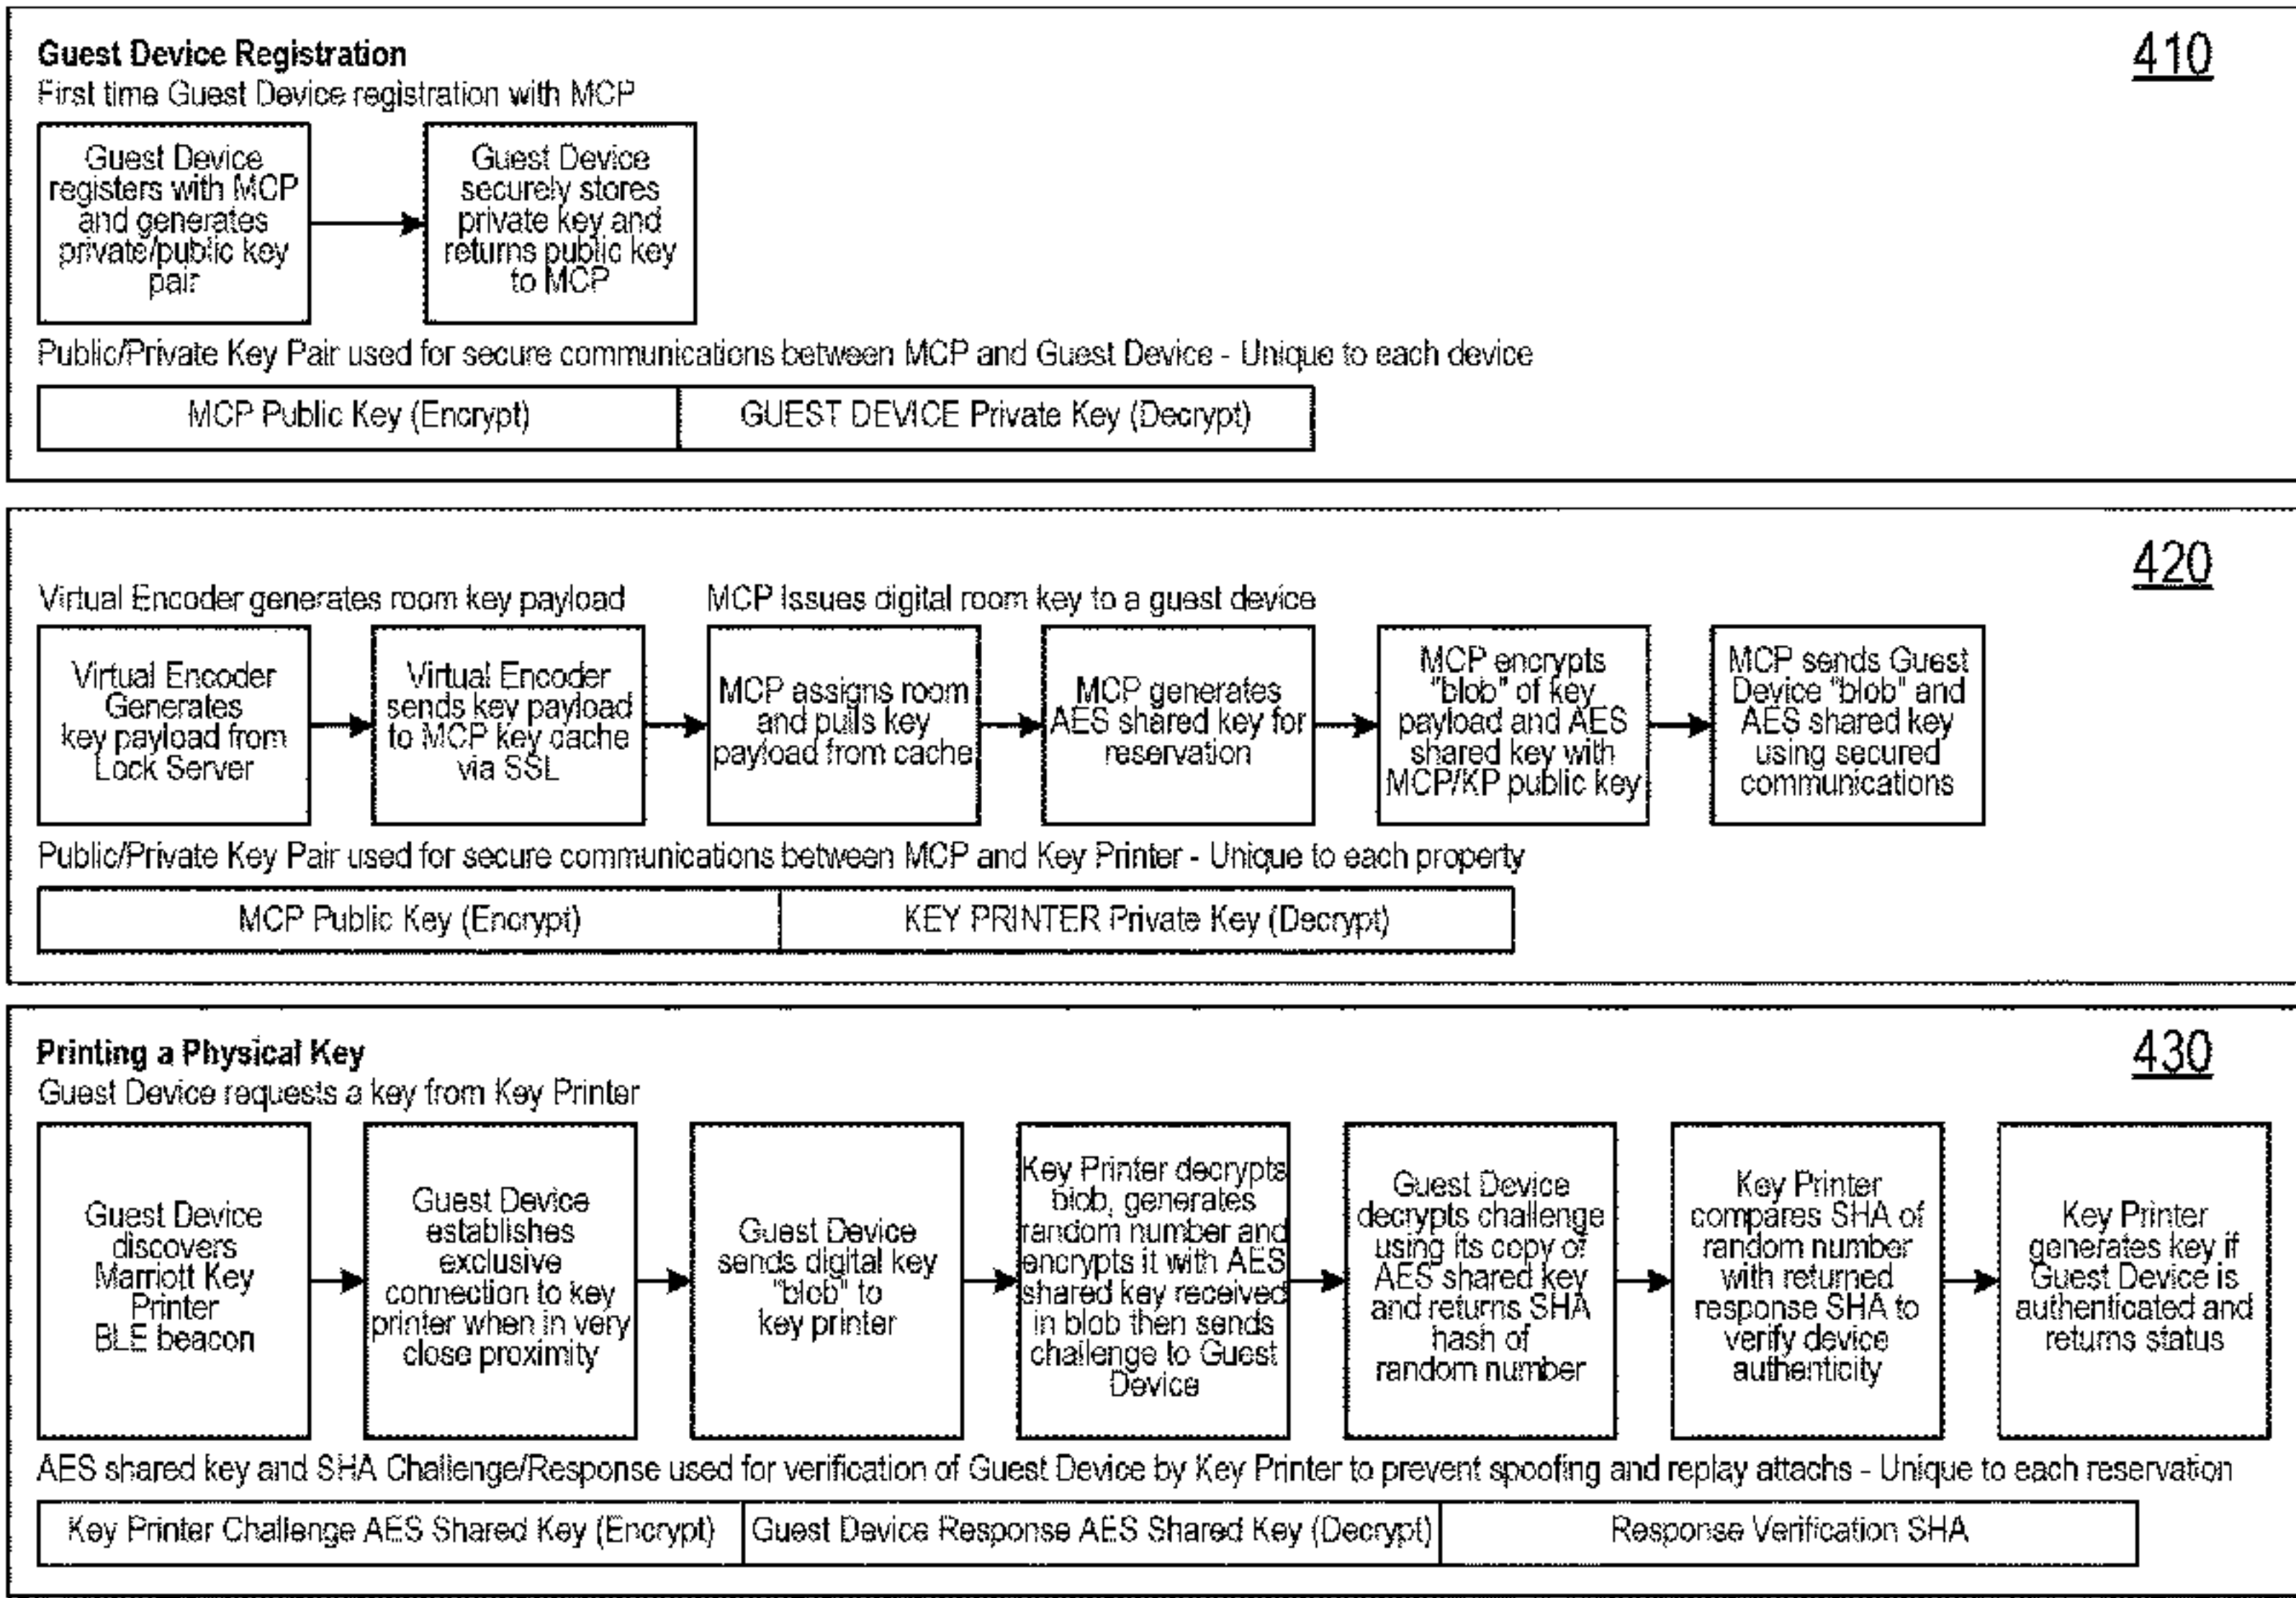 Guest Device Registration
410
First time Guest Device registration with MCP
Guest Device
registers with MCP
and generates
private/public key
pair
Guest Device
securely stores
private key and
returns public key
to MCP
Public/Private Key Pair used for secure communications between MCP and Guest Device - Unique to each device
MCP Public Key (Encrypt)
GUEST DEVICE Private Key (Decrypt)
420
Virtual Encoder generates room key payload
MCP Issues digital room key to a guest device
Virtual Encoder
Generates
key payload from
Lock Server
Virtual Encoder
sends key payload
to MCP key cache
via SSL
MCP assigns room
and pulls key
payload from cache
MCP generates
AES shared key for
reservation
MCP encrypts
"blob" of key
payload and AES
shared key with
MCP/KP public key
MCP sends Guest
Device "blob" and
AES shared key
using secured
communications
Public/Private Key Pair used for secure communications between MCP and Key Printer - Unique to each property
MCP Public Key (Encrypt)
KEY PRINTER Private Key (Decrypt)
Printing a Physical Key
430
Guest Device requests a key from Key Printer
Guest Device
discovers
Marriott Key
Printer
BLE beacon
Guest Device
establishes
exclusive
connection to key
printer when in very
close proximity
Guest Device
sends digital key
"blob" to
key printer
Key Printer decrypts
blob, generates
random number and
encrypts it with AES
shared key received
in blob then sends
challenge to Guest
Device
Guest Device
decrypts challenge
using its copy of
AES shared key
and returns SHA
hash of
random number
Key Printer
compares SHA of
random number
with returned
response SHA to
verify device
authenticity
Key Printer
generates key if
Guest Device is
authenticated and
returns status
AES shared key and SHA Challenge/Response used for verification of Guest Device by Key Printer to prevent spoofing and replay attachs - Unique to each reservation
Key Printer Challenge AES Shared Key (Encrypt)
Guest Device Response AES Shared Key (Decrypt)
Response Verification SHA